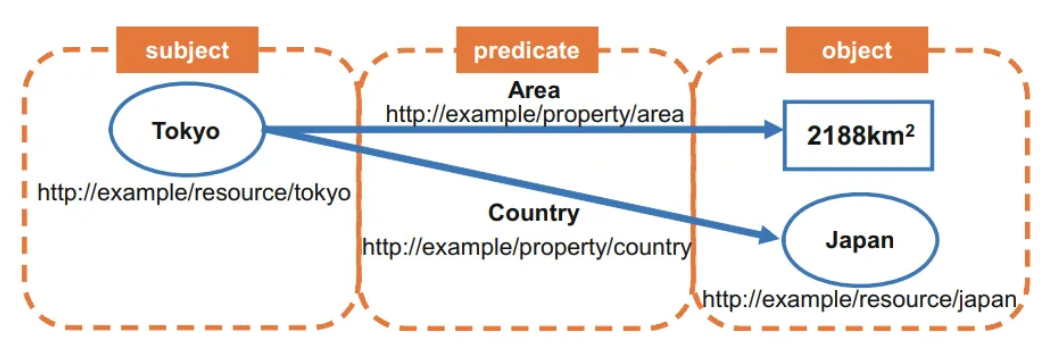 subject
predicate
object
Area
http://example/property/area
Tokyo
2188km²
http://example/resource/tokyo
Country
http://example/property/country
Japan
http://example/resource/japan